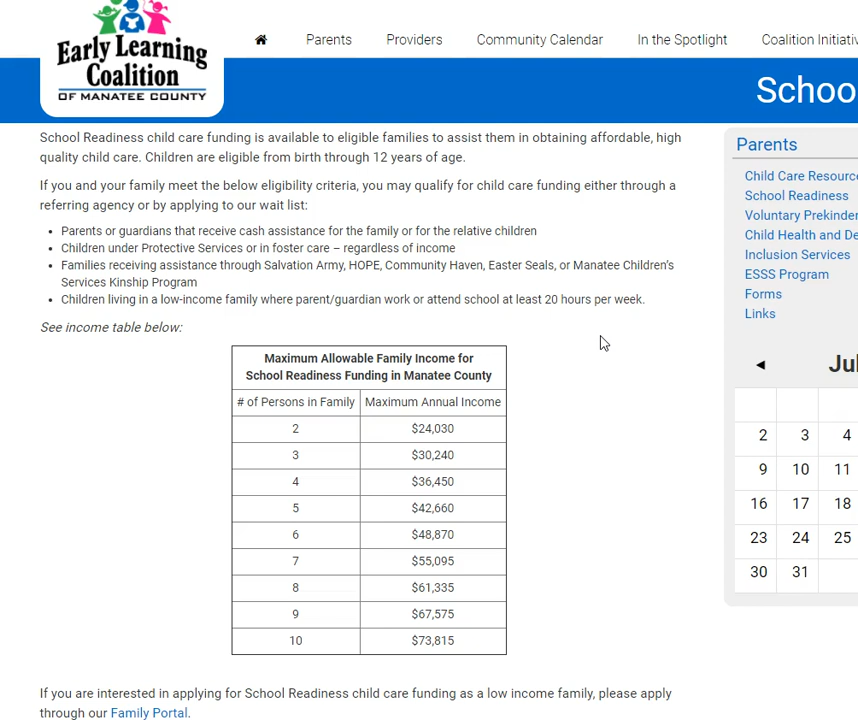 Early Learning
Coalition
OF MANATEE COUNTY
Parents
Providers
Community Calendar
In the Spotlight
Coalition
School Readiness child care funding is available to eligible families to assist them in obtaining affordable, high
quality child care. Children are eligible from birth through 12 years of age.
If you and your family meet the below eligibility criteria, you may qualify for child care funding either through a
referring agency or by applying to our wait list:
Parents or guardians that receive cash assistance for the family or for the relative children
Children under Protective Services or in foster care – regardless of income
Families receiving assistance through Salvation Army, HOPE, Community Haven, Easter Seals, or Manatee Children's
Services Kinship Program
Children living in a low-income family where parent/guardian work or attend school at least 20 hours per week.
See income table below:
Maximum Allowable Family Income for
School Readiness Funding in Manatee County
# of Persons in Family Maximum Annual Income
2 $24,030
3 $30,240
4 $36,450
5 $42,660
6 $48,870
7 $55,095
8 $61,335
9 $67,575
10 $73,815
If you are interested in applying for School Readiness child care funding as a low income family, please apply
through our Family Portal.
Parents
Child Care
School Readiness
Voluntary
Child Health and
Inclusion Services
ESSS Program
Forms
Links
◄
2 3 4
9 10 11
16 17 18
23 24 25
30 31